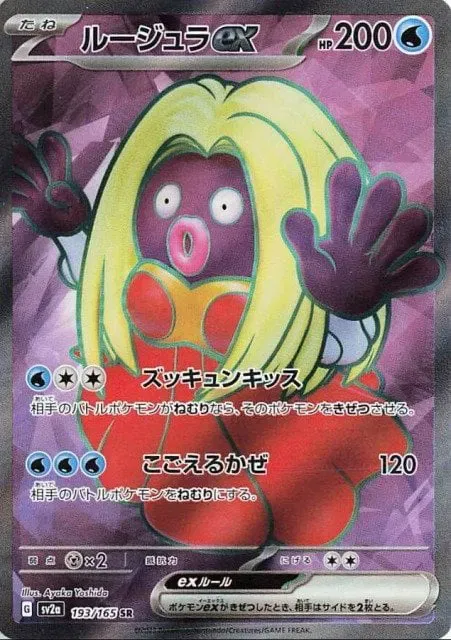 たね ルージュラex HP200
ズッキュンキッス
相手のバトルポケモンがねむりなら、そのポケモンをきぜつさせる。
こごえるかぜ 120
相手のバトルポケモンをねむりにする。
弱点 ×2 抵抗力 にげる
Illus. Ayaka Yoshida
G sv2a 193/165 SR
exルール
ポケモンexがきぜつしたとき、相手はサイドを2枚とる。
/Creatures/GAME FREAK.